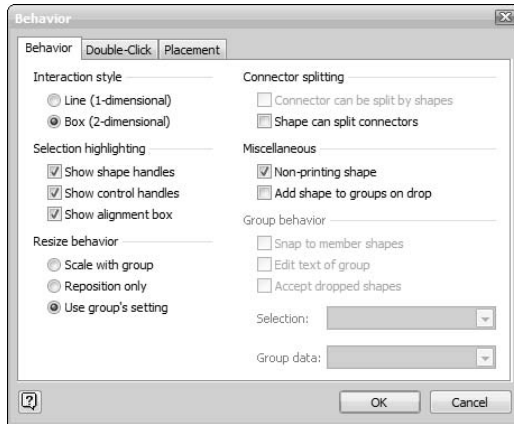 Behavior
Behavior
Double-Click
Placement
Interaction style
Line (1-dimensional)
Box (2-dimensional)
Selection highlighting
Show shape handles
Show control handles
Show alignment box
Resize behavior
Scale with group
Reposition only
Use group's setting
Connector splitting
Connector can be split by shapes
Shape can split connectors
Miscellaneous
Non-printing shape
Add shape to groups on drop
Group behavior
Snap to member shapes
Edit text of group
Accept dropped shapes
Selection:
Group data:
?
OK
Cancel